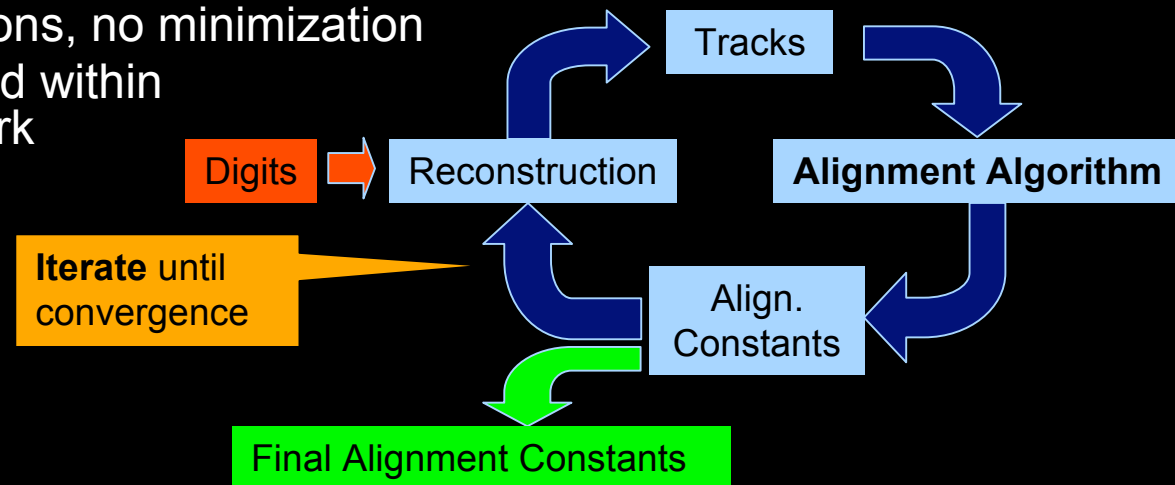 ons, no minimization
d within
rk
Tracks
Digits
Reconstruction
Alignment Algorithm
Iterate until
convergence
Align.
Constants
Final Alignment Constants